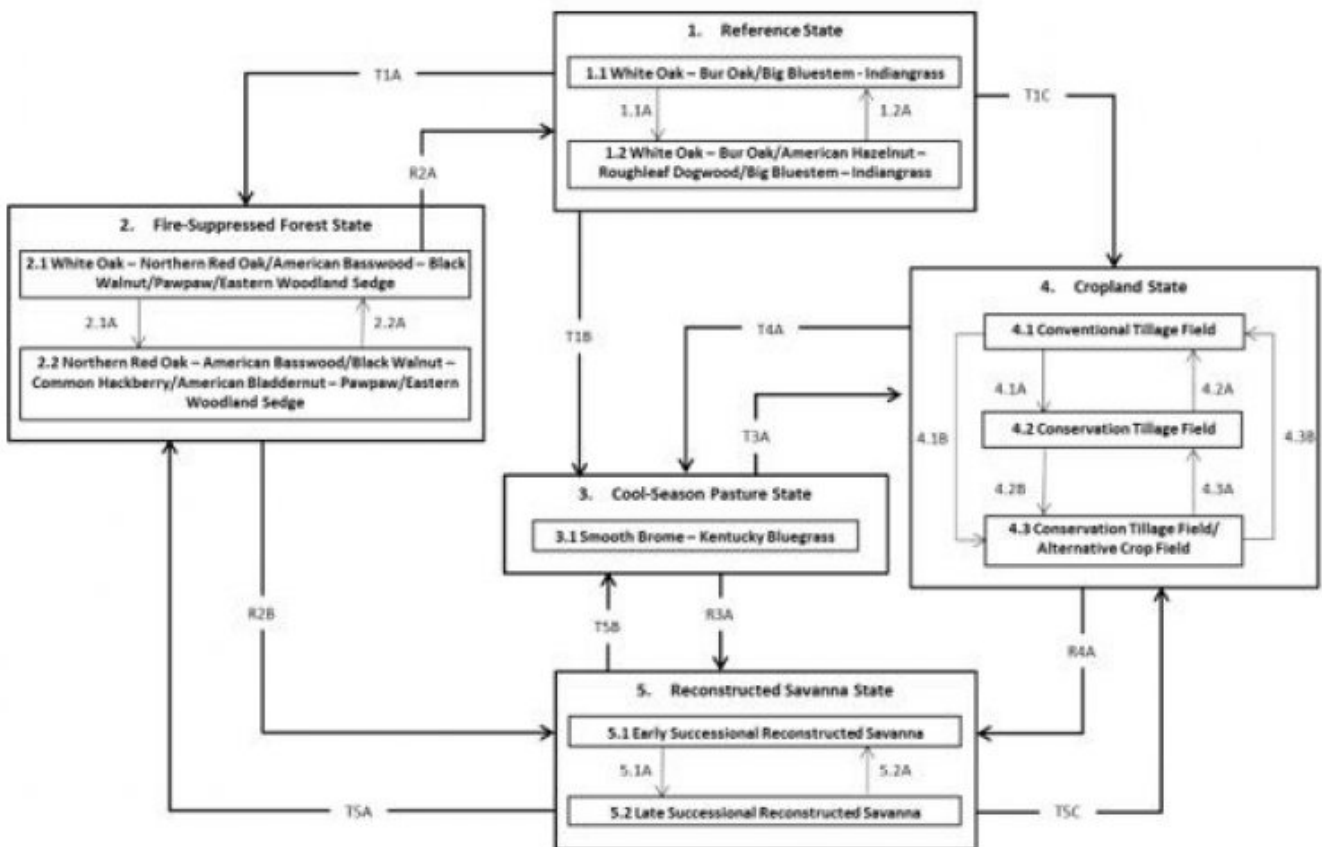 1. Reference State
1.1 White Oak – Bur Oak/Big Bluestem - Indiangrass
1.1A
1.2A
1.2 White Oak – Bur Oak/American Hazelnut –
Roughleaf Dogwood/Big Bluestem – Indiangrass
T1A
T1C
R2A
2. Fire-Suppressed Forest State
2.1 White Oak – Northern Red Oak/American Basswood – Black
Walnut/Pawpaw/Eastern Woodland Sedge
2.1A
2.2A
2.2 Northern Red Oak – American Basswood/Black Walnut –
Common Hackberry/American Bladdernut – Pawpaw/Eastern
Woodland Sedge
T1B
T4A
T3A
4. Cropland State
4.1 Conventional Tillage Field
4.1A
4.2A
4.1B
4.2 Conservation Tillage Field
4.3B
4.2B
4.3A
4.3 Conservation Tillage Field/
Alternative Crop Field
3. Cool-Season Pasture State
3.1 Smooth Brome – Kentucky Bluegrass
R2B
T5B
R3A
R4A
5. Reconstructed Savanna State
5.1 Early Successional Reconstructed Savanna
5.1A
5.2A
5.2 Late Successional Reconstructed Savanna
T5A
T5C